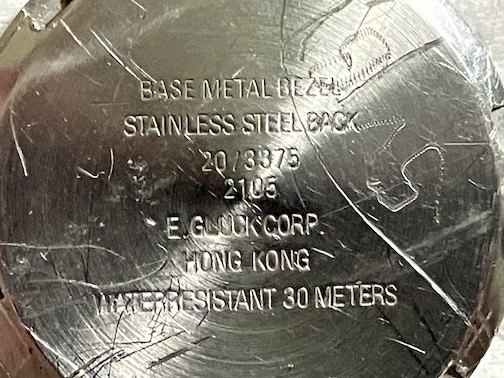 BASE METAL BEZEL
STAINLESS STEEL BACK
20/3375
2105
E. GLUCK CORP.
HONG KONG
WATER RESISTANT 30 METERS